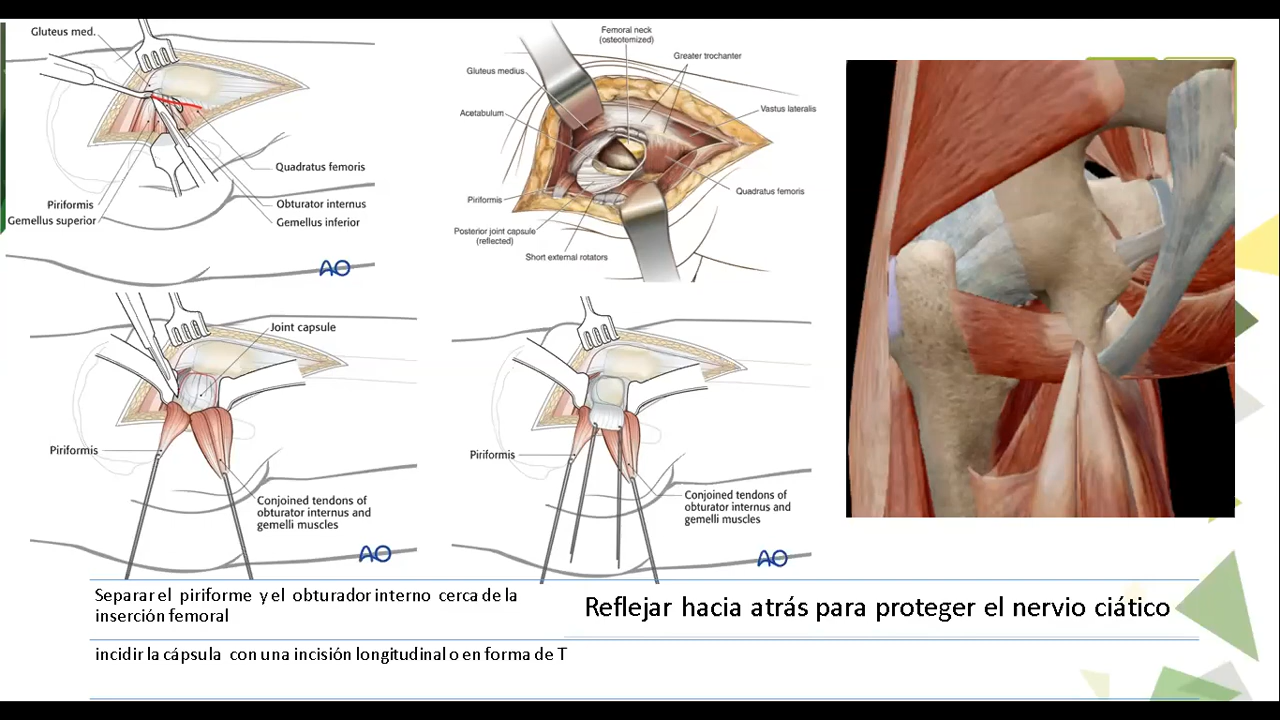 Gluteus med.
Quadratus femoris
Piriformis
Obturator internus
Gemellus superior
Gemellus inferior
AO
Femoral neck
(osteotomized)
Greater trochanter
Gluteus medius
Acetabulum
Vastus lateralis
Quadratus femoris
Piriformis
Posterior joint capsule
(reflected)
Short external rotators
Joint capsule
Piriformis
Conjoined tendons of
obturator internus and
gemelli muscles
AO
Piriformis
Conjoined tendons of
obturator internus and
gemelli muscles
AO
Separar el piriforme y el obturador interno cerca de la
inserción femoral
Reflejar hacia atrás para proteger el nervio ciático
incidir la cápsula con una incisión longitudinal o en forma de T